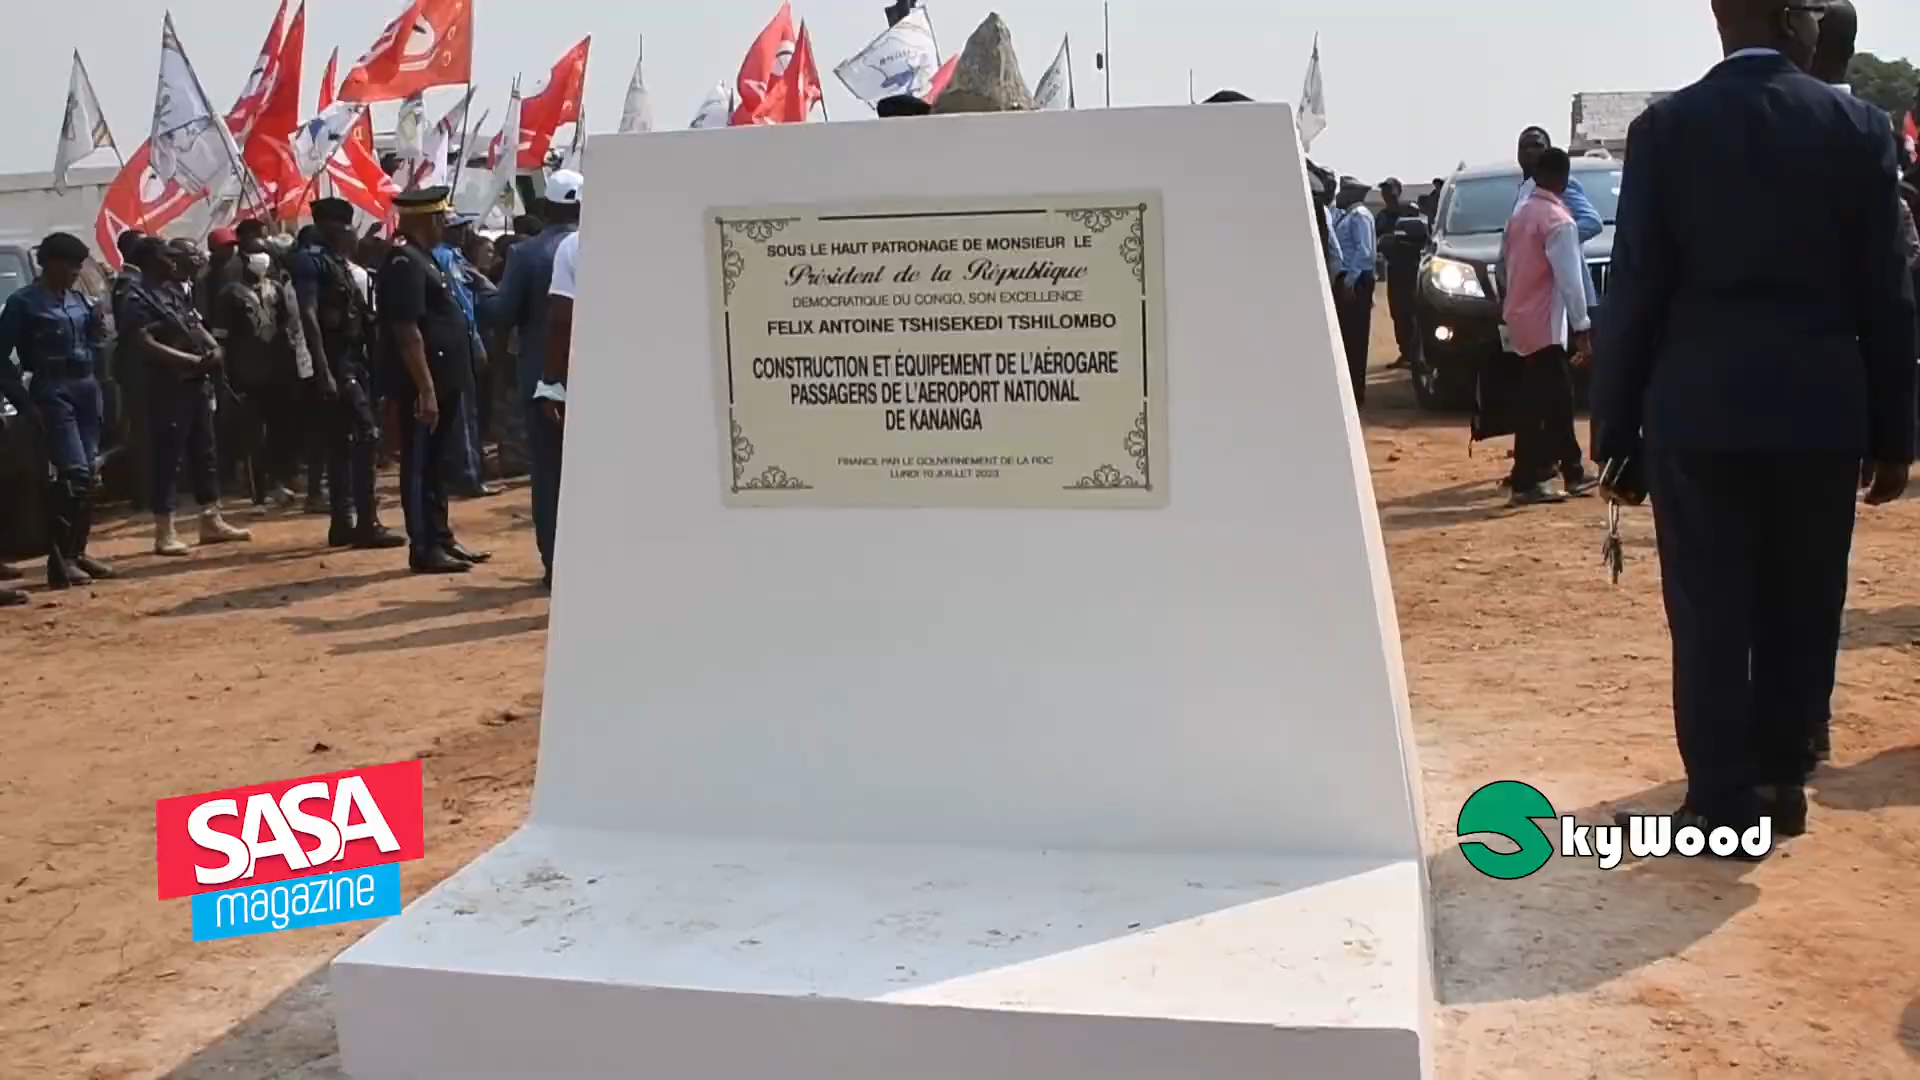 SOUS LE HAUT PATRONAGE DE MONSIEUR LE
Président de la République
DEMOCRATIQUE DU CONGO, SON EXCELLENCE
FELIX ANTOINE TSHISEKEDI TSHILOMBO
CONSTRUCTION ET ÉQUIPEMENT DE L'AÉROGARE
PASSAGERS DE L'AEROPORT NATIONAL
DE KANANGA
FINANCE PAR LE GOUVERNEMENT DE LA RDC
LUNDI 10 JUILLET 2023
SASA
magazine
SkyWood